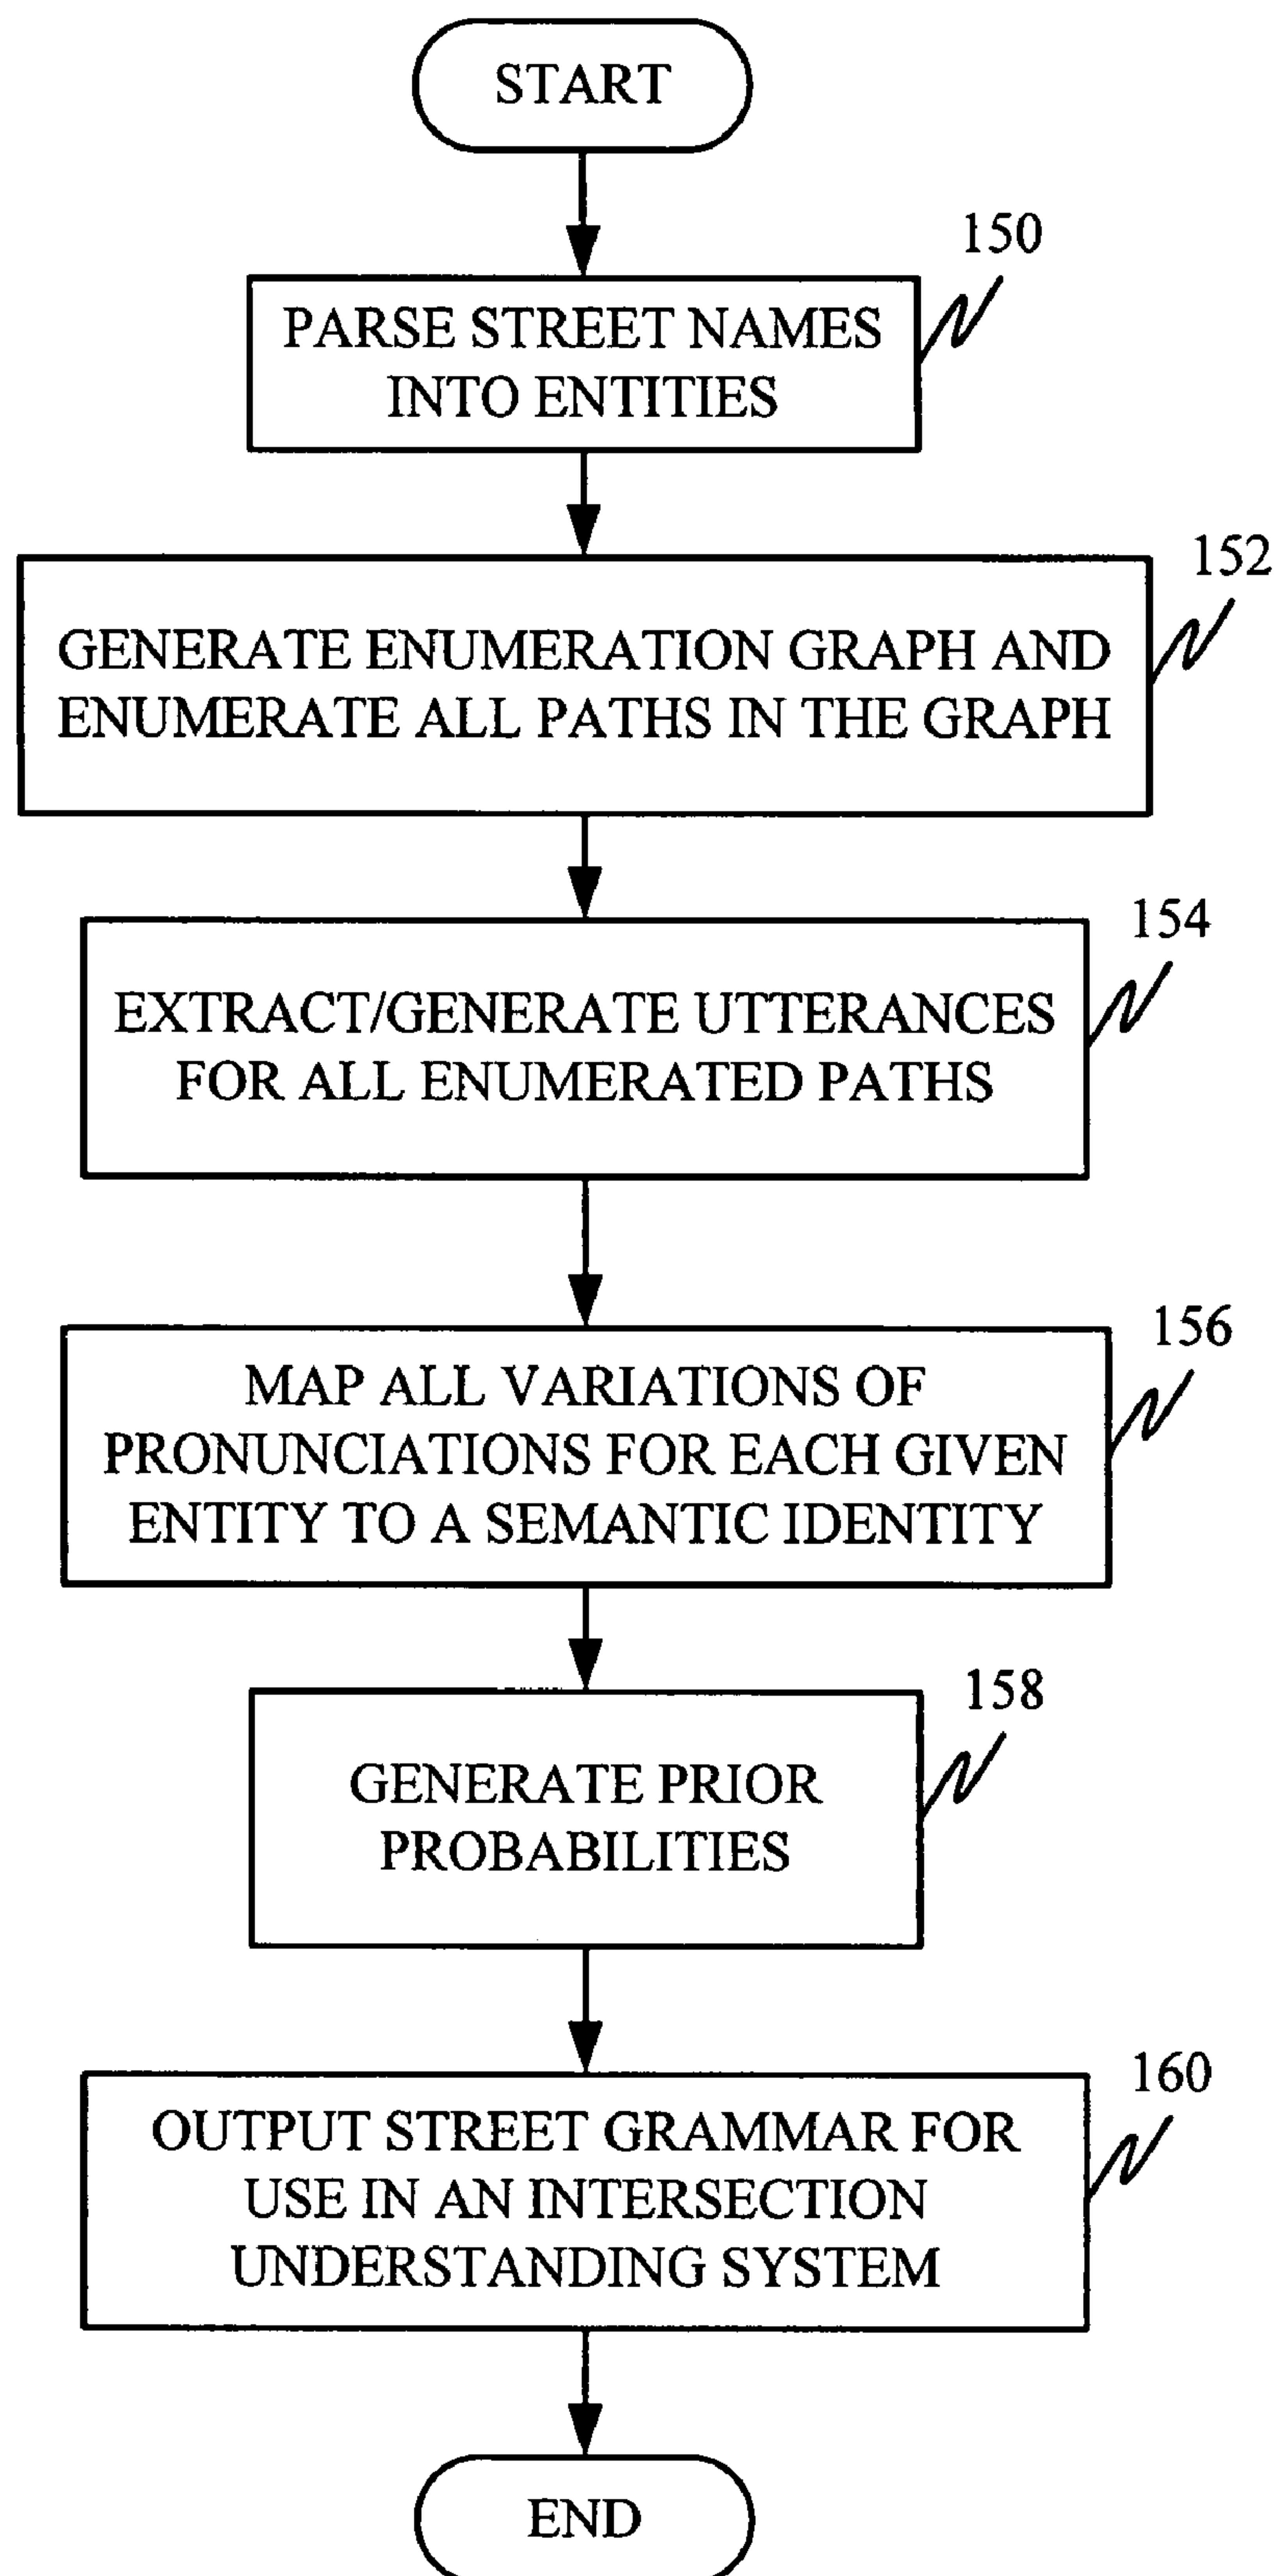 START
150
PARSE STREET NAMES
INTO ENTITIES
152
GENERATE ENUMERATION GRAPH AND
ENUMERATE ALL PATHS IN THE GRAPH
154
EXTRACT/GENERATE UTTERANCES
FOR ALL ENUMERATED PATHS
156
MAP ALL VARIATIONS OF
PRONUNCIATIONS FOR EACH GIVEN
ENTITY TO A SEMANTIC IDENTITY
158
GENERATE PRIOR
PROBABILITIES
160
OUTPUT STREET GRAMMAR FOR
USE IN AN INTERSECTION
UNDERSTANDING SYSTEM
END